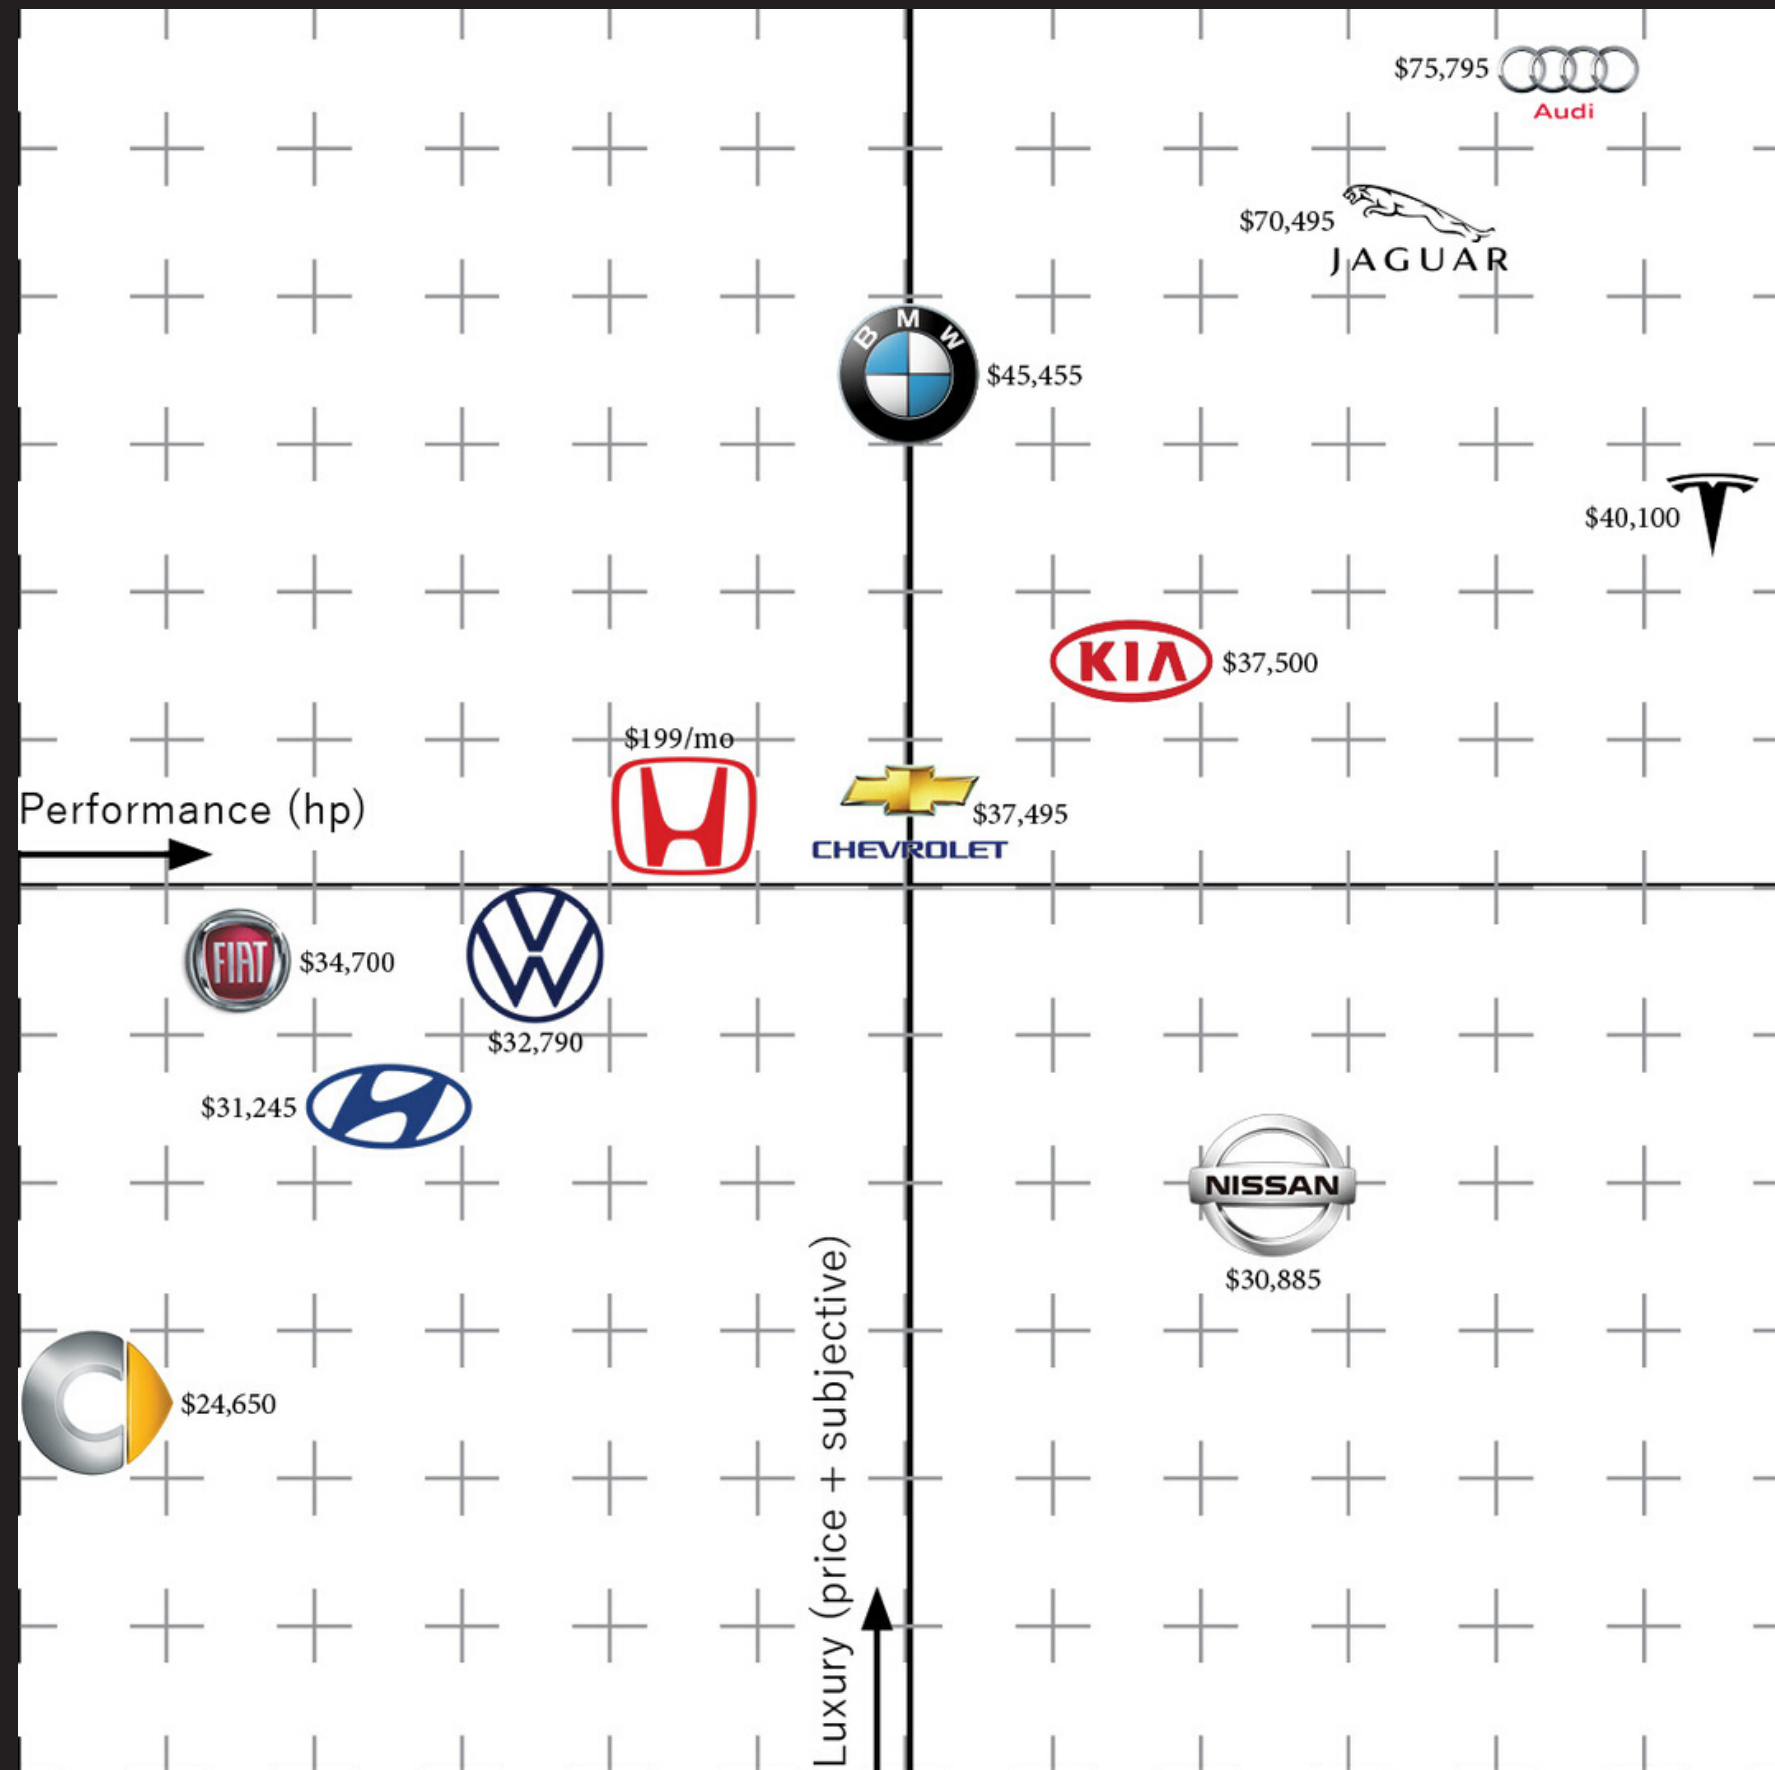 $75,795
Audi
$70,495
JAGUAR
BMW
$45,455
$40,100
KIA
$37,500
$199/mo
Performance (hp)
$37,495
CHEVROLET
FIAT
$34,700
$32,790
$31,245
NISSAN
$30,885
$24,650
Luxury (price + subjective)